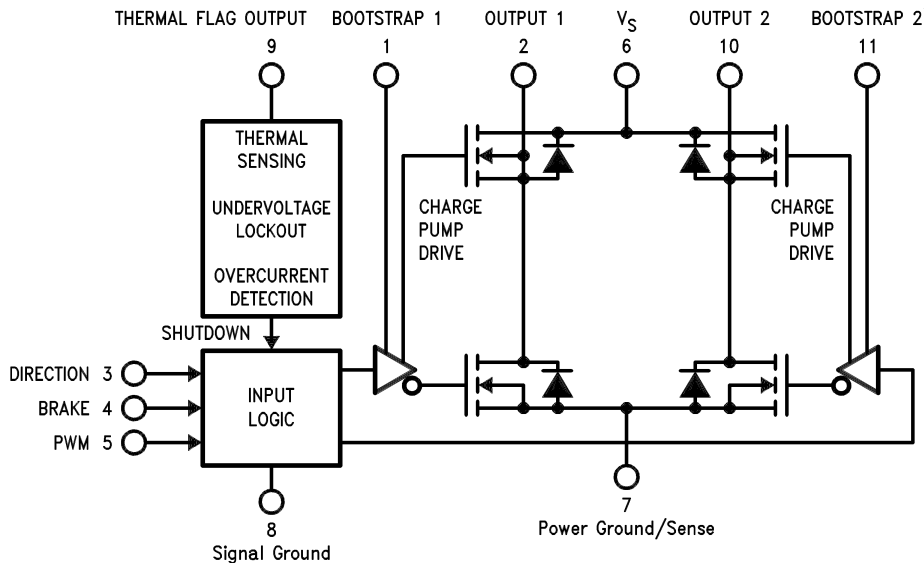 THERMAL FLAG OUTPUT
9
BOOTSTRAP 1
1
OUTPUT 1
2
VS
6
OUTPUT 2
10
BOOTSTRAP 2
11
THERMAL
SENSING
UNDERVOLTAGE
LOCKOUT
OVERCURRENT
DETECTION
CHARGE
PUMP
DRIVE
CHARGE
PUMP
DRIVE
SHUTDOWN
DIRECTION 3
BRAKE 4
PWM 5
INPUT
LOGIC
8
Signal Ground
7
Power Ground/Sense